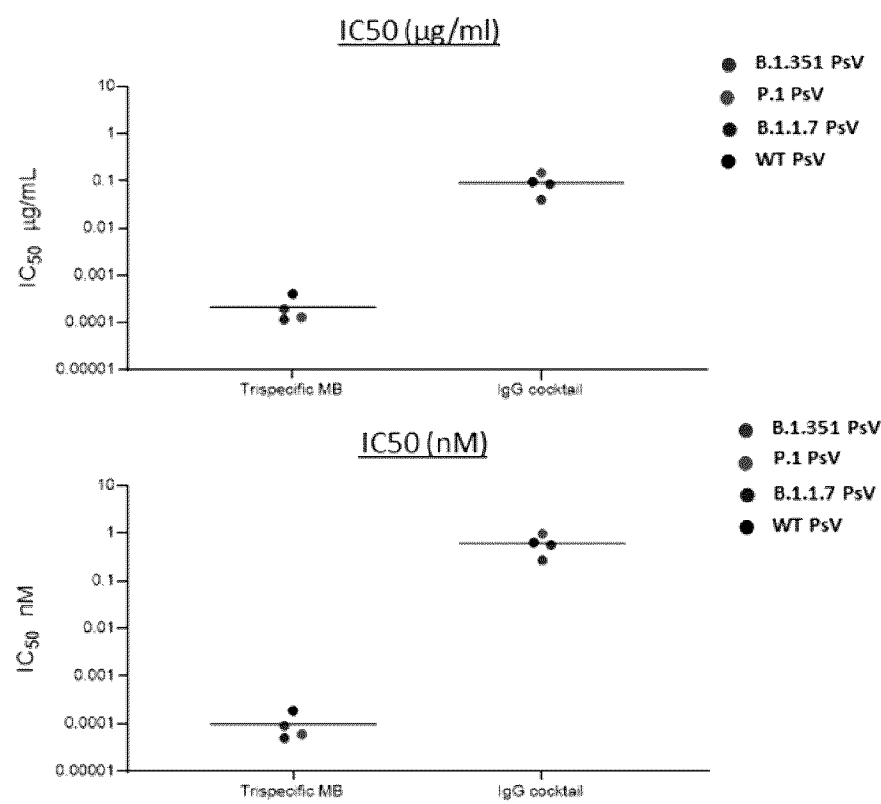 IC50 (µg/ml)
B.1.351 PsV
P.1 PsV
B.1.1.7 PsV
WT PsV
IC50 µg/mL
10
1
0.1
0.01
0.001
0.0001
0.00001
Trispecific MB
IgG cocktail
IC50 (nM)
B.1.351 PsV
P.1 PsV
B.1.1.7 PsV
WT PsV
IC50 nM
10
1
0.1
0.01
0.001
0.0001
0.00001
Trispecific MB
IgG cocktail